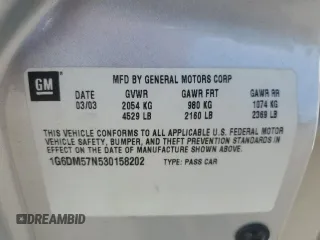 GM
MFD BY GENERAL MOTORS CORP
DATE GVWR GAWR FRT GAWR RR
03/03 2054 KG 980 KG 1074 KG
4529 LB 2160 LB 2369 LB
THIS VEHICLE CONFORMS TO ALL APPLICABLE U.S. FEDERAL MOTOR
VEHICLE SAFETY, BUMPER, AND THEFT PREVENTION STANDARDS IN
EFFECT ON THE DATE OF MANUFACTURE SHOWN ABOVE.
1G6DM57N530158202 TYPE: PASS CAR
DREAMBID